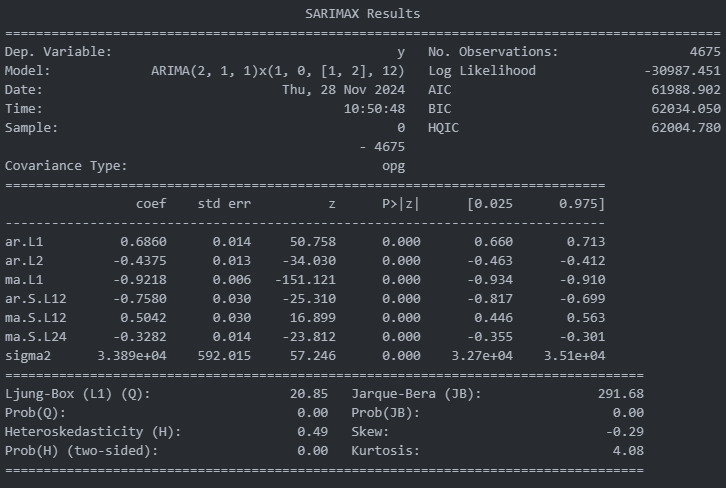 SARIMAX Results
==============================================================================================
Dep. Variable: y No. Observations: 4675
Model: ARIMA(2, 1, 1)x(1, 0, [1, 2], 12) Log Likelihood -30987.451
Date: Thu, 28 Nov 2024 AIC 61988.902
Time: 10:50:48 BIC 62034.050
Sample: 0 HQIC 62004.780
- 4675
Covariance Type: opg
==============================================================================
coef std err z P>|z| [0.025 0.975]
------------------------------------------------------------------------------
ar.L1 0.6860 0.014 50.758 0.000 0.660 0.713
ar.L2 -0.4375 0.013 -34.030 0.000 -0.463 -0.412
ma.L1 -0.9218 0.006 -151.121 0.000 -0.934 -0.910
ar.S.L12 -0.7580 0.030 -25.310 0.000 -0.817 -0.699
ma.S.L12 0.5042 0.030 16.899 0.000 0.446 0.563
ma.S.L24 -0.3282 0.014 -23.812 0.000 -0.355 -0.301
sigma2 3.389e+04 592.015 57.246 0.000 3.27e+04 3.51e+04
===================================================================================
Ljung-Box (L1) (Q): 20.85 Jarque-Bera (JB): 291.68
Prob(Q): 0.00 Prob(JB): 0.00
Heteroskedasticity (H): 0.49 Skew: -0.29
Prob(H) (two-sided): 0.00 Kurtosis: 4.08
===================================================================================